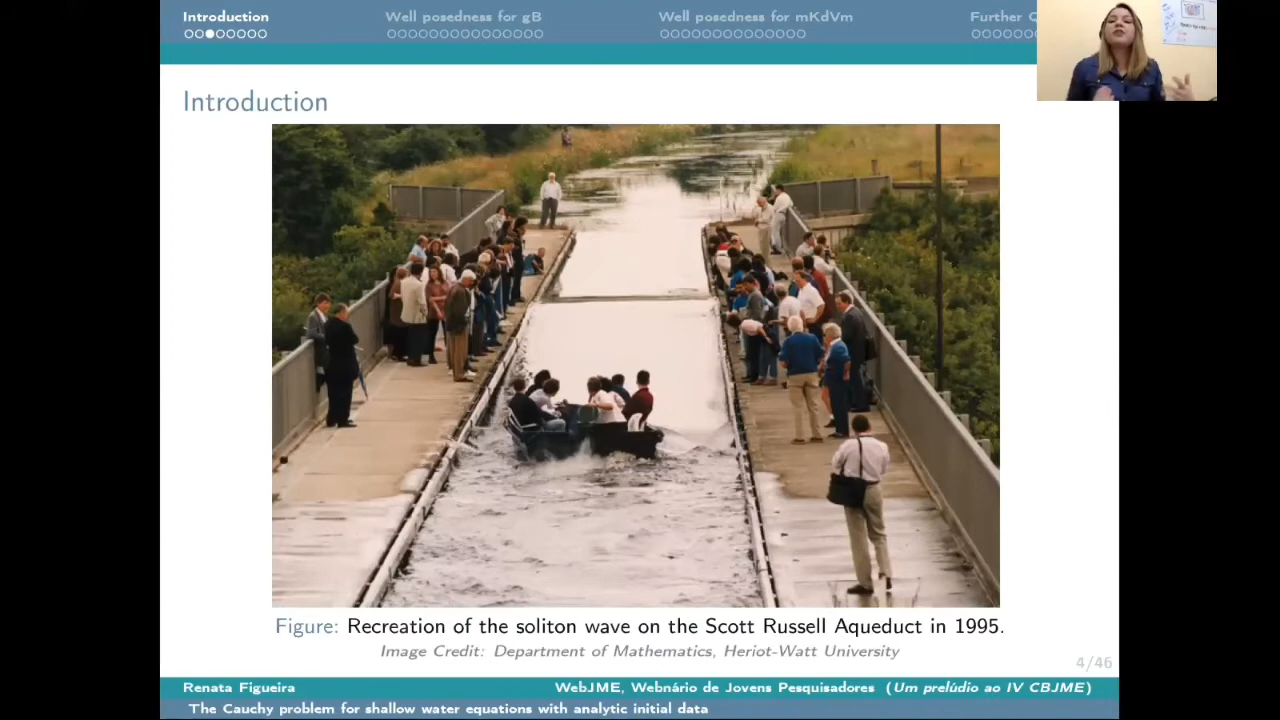 Introduction
Well posedness for gB
Well posedness for mKdVm
Further
Introduction
Figure: Recreation of the soliton wave on the Scott Russell Aqueduct in 1995.
Image Credit: Department of Mathematics, Heriot-Watt University
4/46
Renata Figueira
WebJME, Webnário de Jovens Pesquisadores (Um prelúdio ao IV CBJME)
The Cauchy problem for shallow water equations with analytic initial data